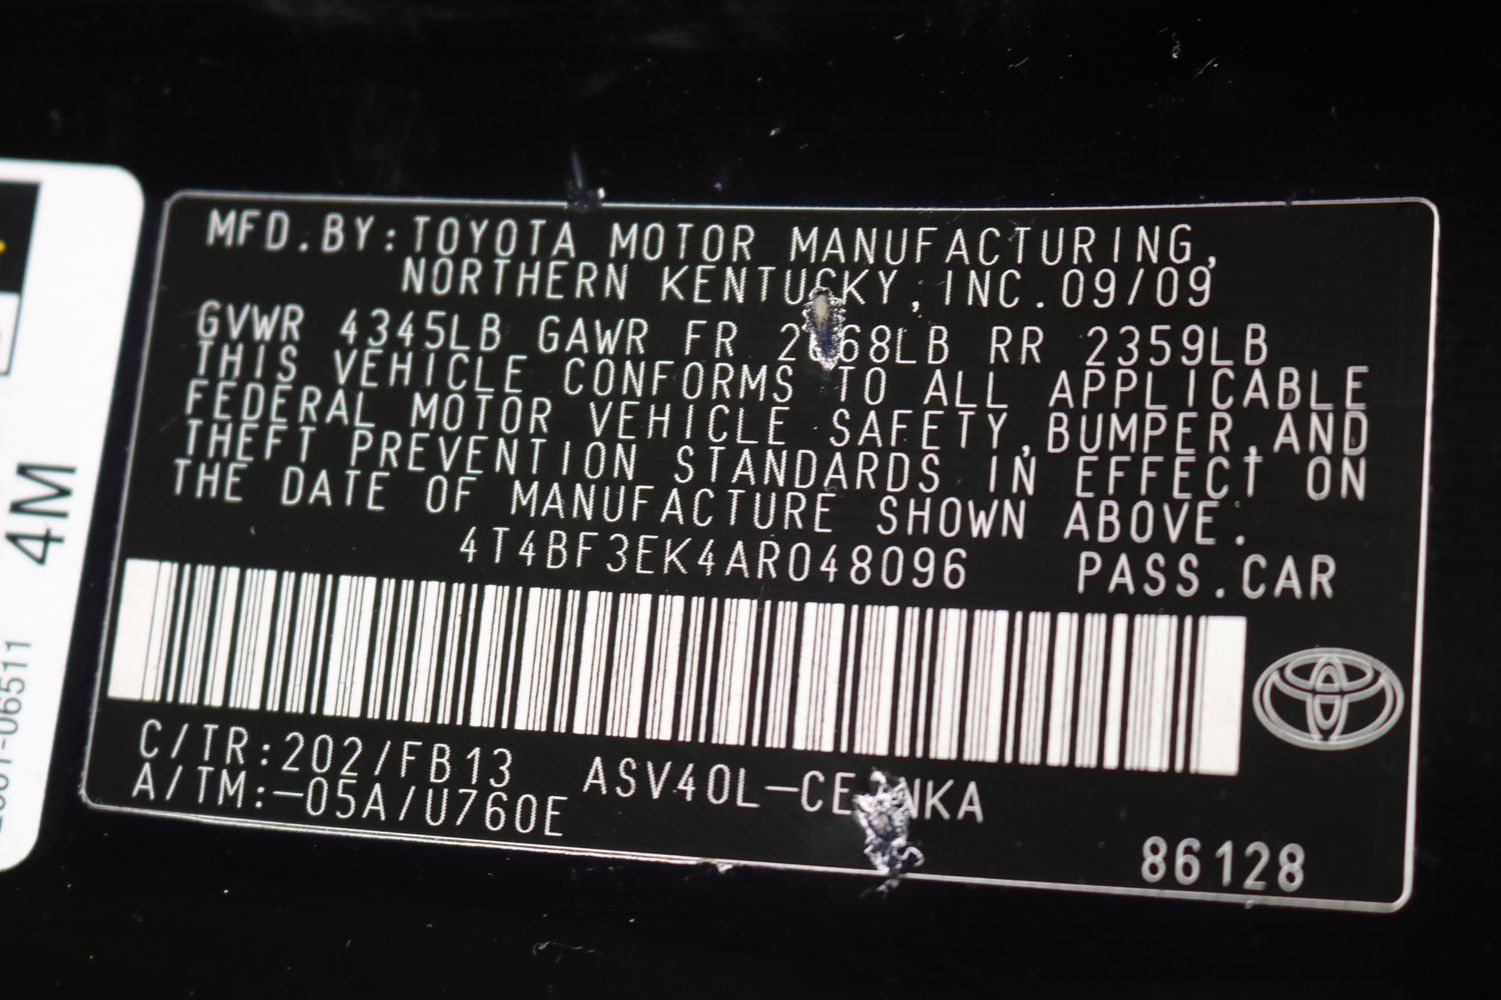 MFD.BY:TOYOTA MOTOR MANUFACTURING,
NORTHERN KENTUCKY, INC.09/09
GVWR 4345LB GAWR FR LB RR 2359LB
THIS VEHICLE CONFORMS TO ALL APPLICABLE
FEDERAL MOTOR VEHICLE SAFETY,BUMPER,AND
THEFT PREVENTION STANDARDS IN EFFECT ON
THE DATE OF MANUFACTURE SHOWN ABOVE.
4T4BF3EK4AR048096 PASS.CAR
C/TR:202/FB13
A/TM:-05A/U760E
86128
4M